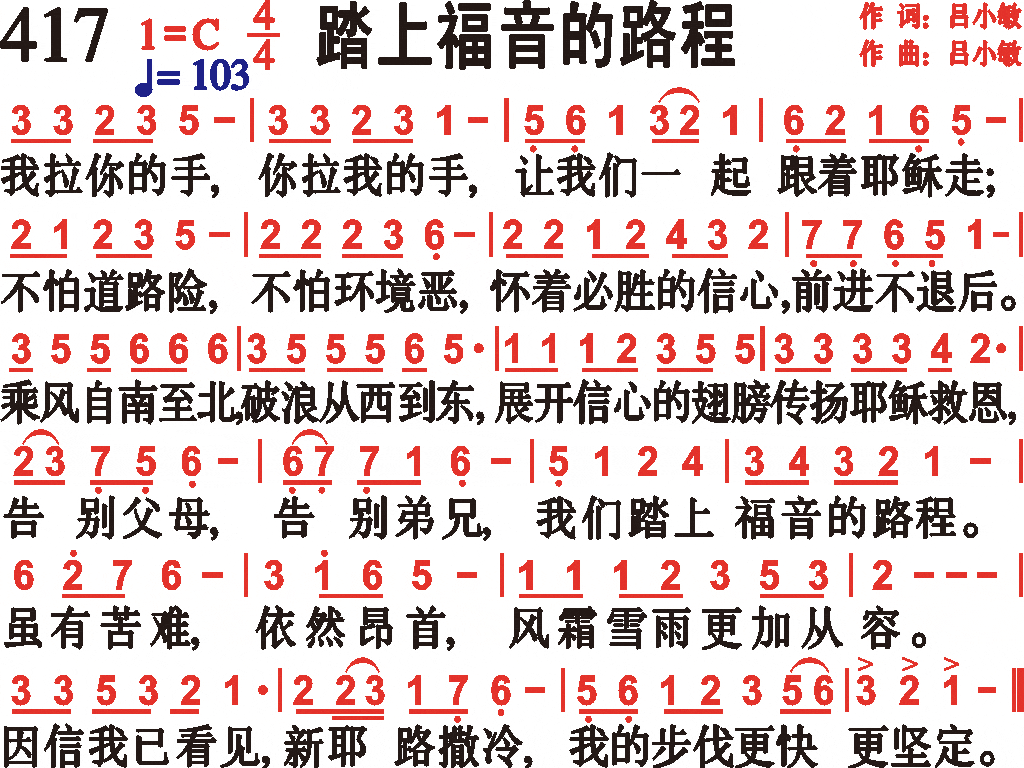 417 1=C 4/4 踏上福音的路程 作 词：吕小敏
♩=103 作 曲：吕小敏
3 3 2 3 5 - | 3 3 2 3 1 - | 5 6 1 3 2 1 | 6 2 1 6 5 - |
我拉你的手, 你拉我的手, 让我们一 起 跟着耶稣走;
2 1 2 3 5 - | 2 2 2 3 6 - | 2 2 1 2 4 3 2 | 7 7 6 5 1 - |
不怕道路险, 不怕环境恶, 怀着必胜的信心,前进不退后。
3 5 5 6 6 6 | 3 5 5 5 6 5 · | 1 1 1 2 3 5 5 | 3 3 3 3 4 2 · |
乘风自南至北,破浪从西到东, 展开信心的翅膀传扬耶稣救恩,
2 3 7 5 6 - | 6 7 7 1 6 - | 5 1 2 4 | 3 4 3 2 1 - |
告 别父母, 告 别弟兄, 我们踏上 福音的路程。
6 2 7 6 - | 3 1 6 5 - | 1 1 1 2 3 5 3 | 2 - - - |
虽有苦难, 依然昂首, 风霜雪雨更加从 容。
3 3 5 3 2 1 · | 2 2 3 1 7 6 - | 5 6 1 2 3 5 6 | 3 2 1 - ‖
因信我已看见, 新耶 路撒冷, 我的步伐更快 更坚定。